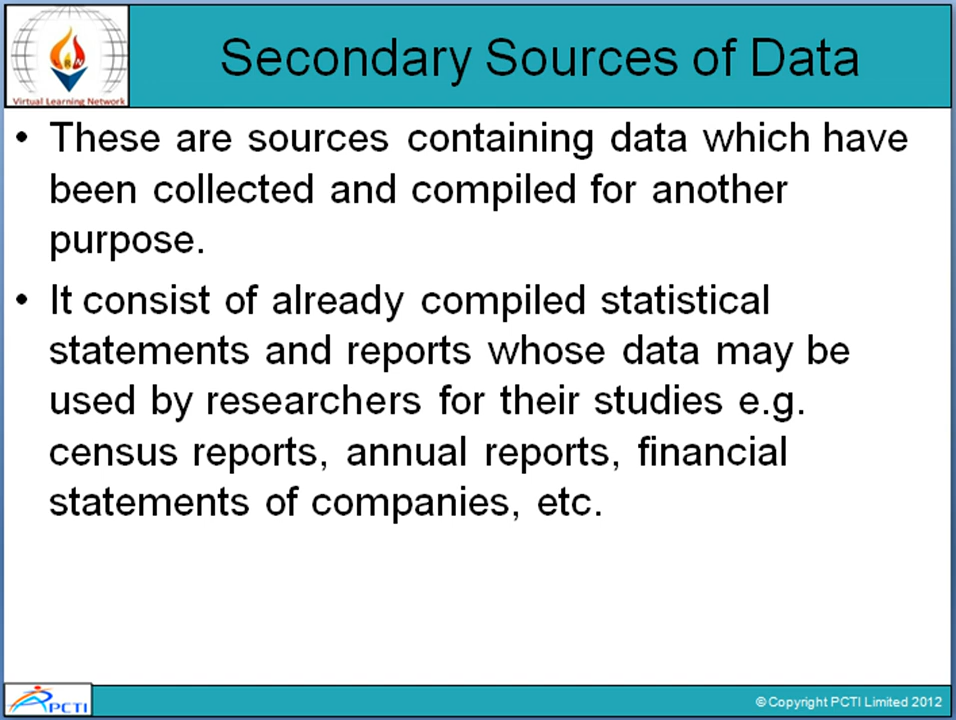 Secondary Sources of Data
Virtual Learning Network
• These are sources containing data which have
been collected and compiled for another
purpose.
• It consist of already compiled statistical
statements and reports whose data may be
used by researchers for their studies e.g.
census reports, annual reports, financial
statements of companies, etc.
PCTI
© Copyright PCTI Limited 2012